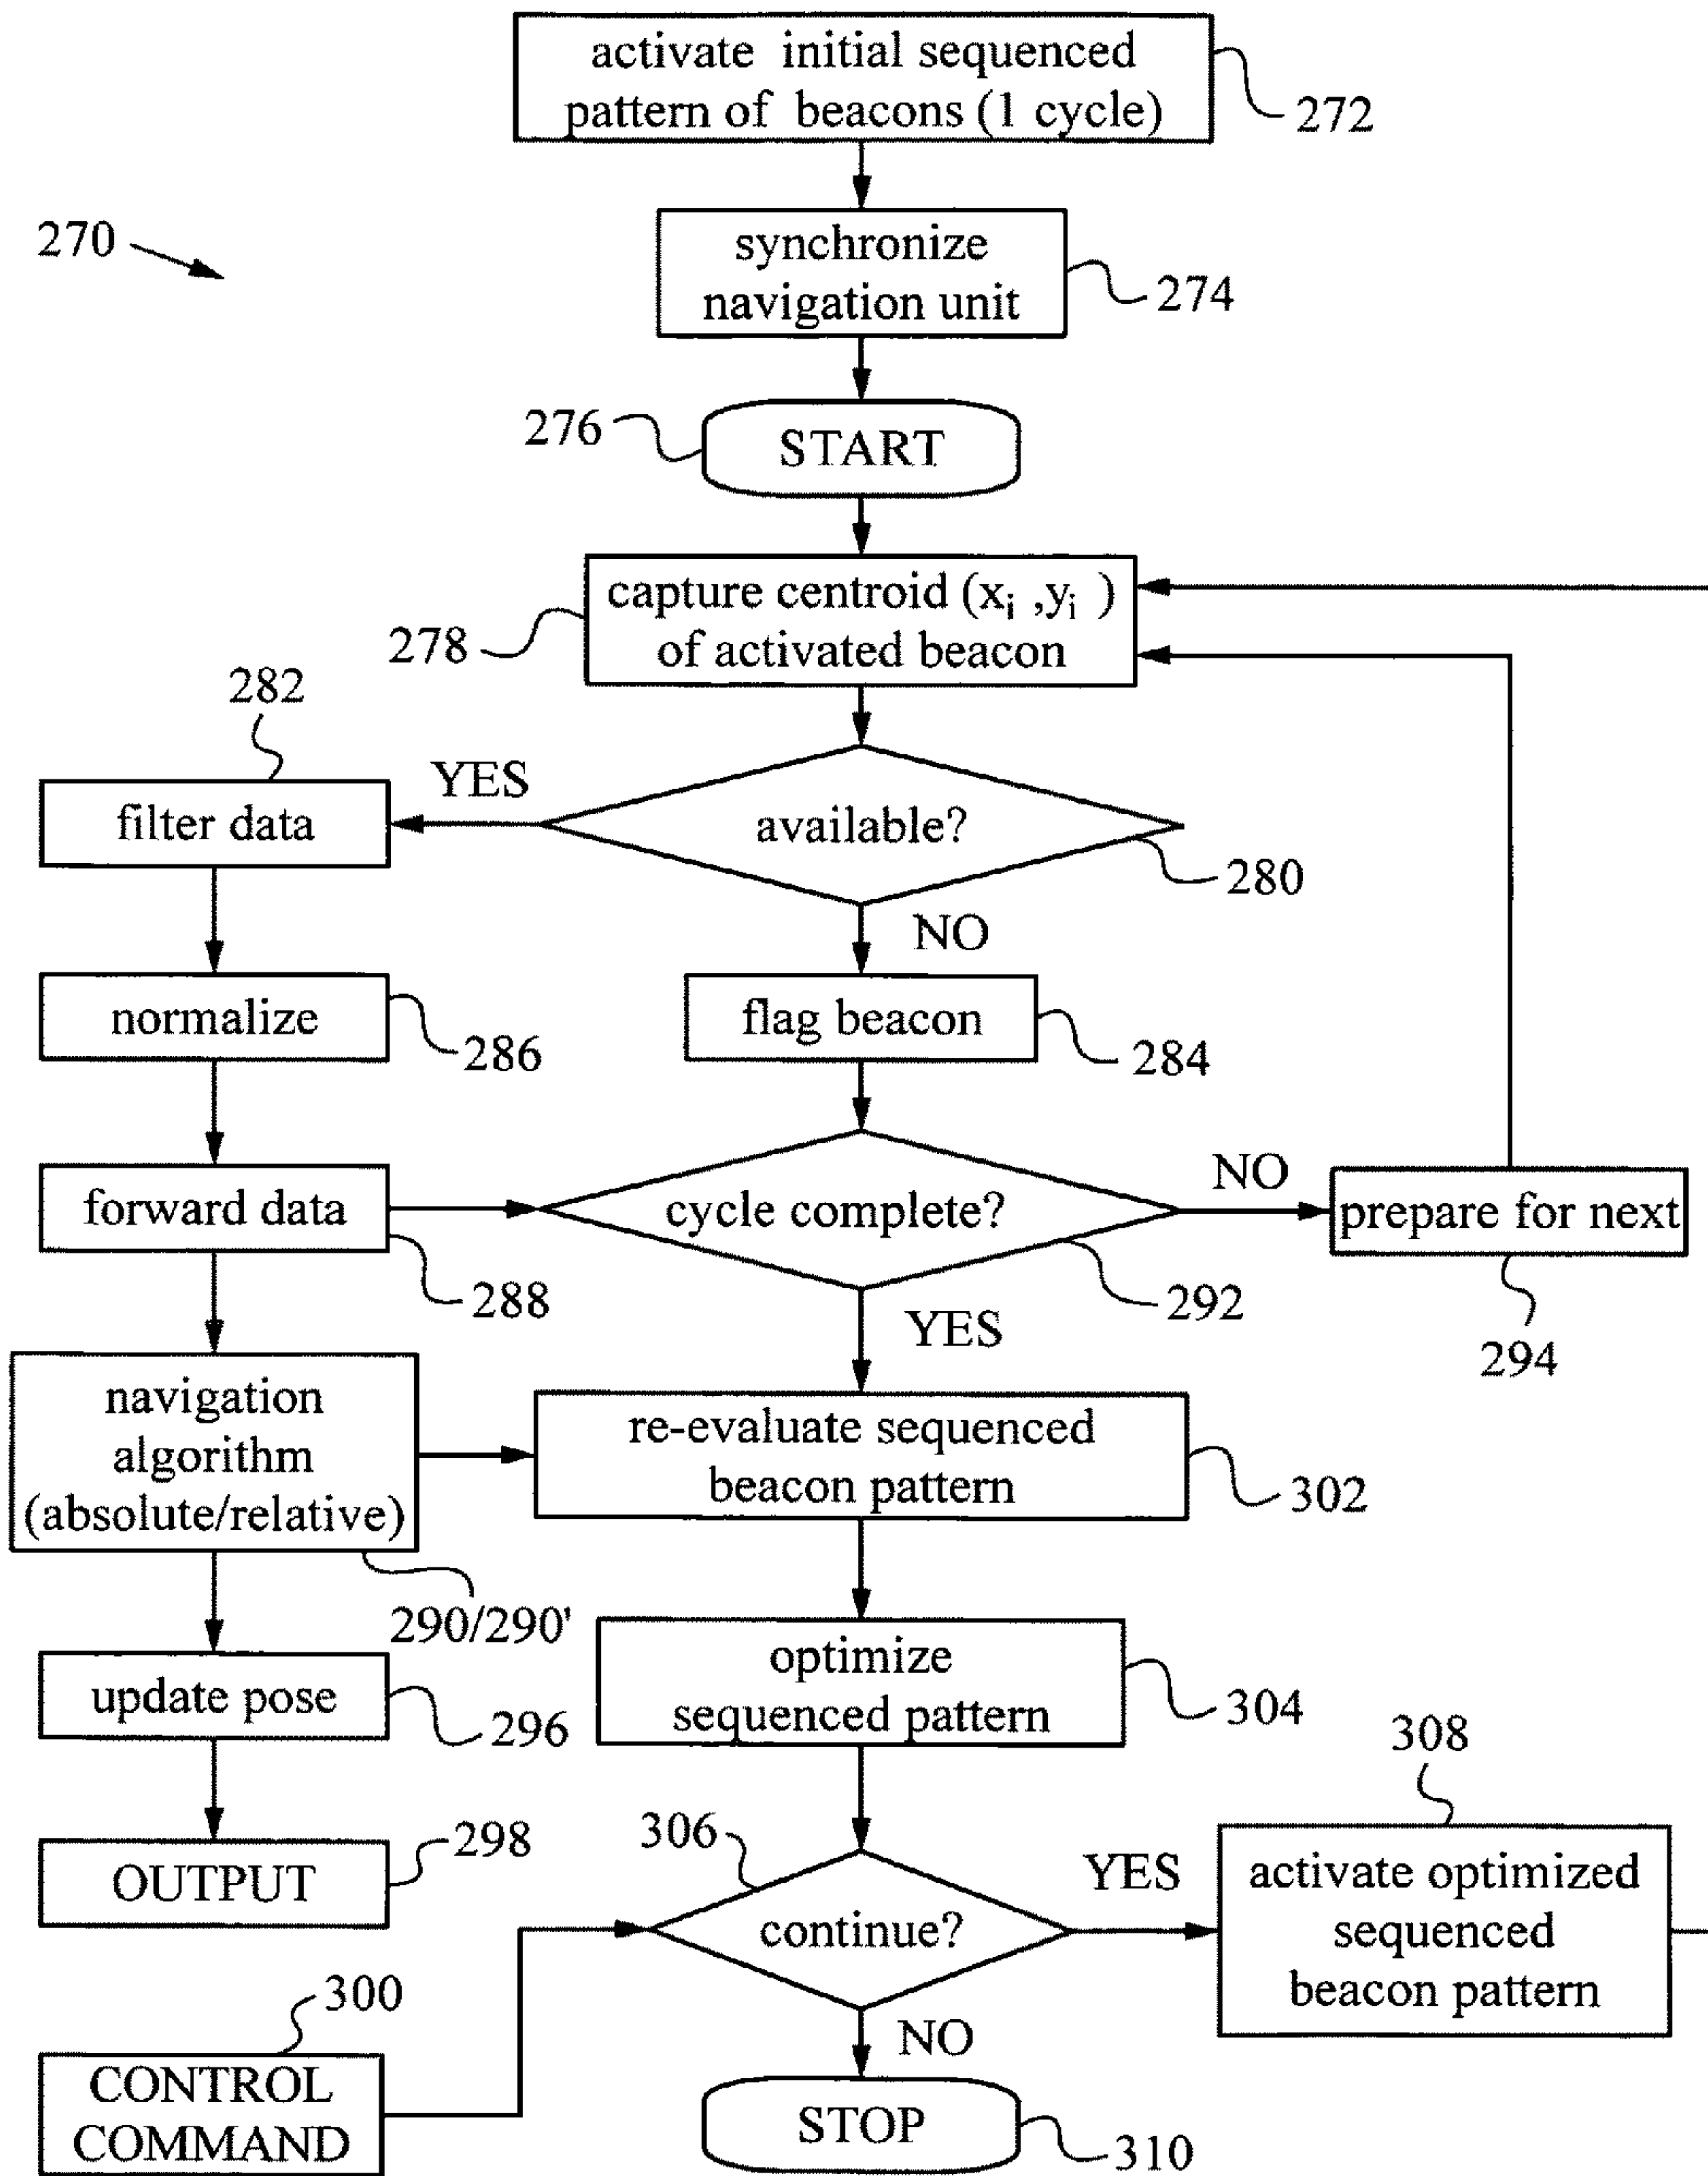 activate initial sequenced
pattern of beacons (1 cycle)
272
270
synchronize
navigation unit
274
276
START
capture centroid (xi ,yi )
of activated beacon
278
282
YES
filter data
available?
280
NO
normalize
286
flag beacon
284
forward data
288
cycle complete?
292
NO
prepare for next
294
YES
navigation
algorithm
(absolute/relative)
290/290'
re-evaluate sequenced
beacon pattern
302
update pose
296
optimize
sequenced pattern
304
308
OUTPUT
298
306
continue?
YES
activate optimized
sequenced
beacon pattern
300
CONTROL
COMMAND
NO
STOP
310